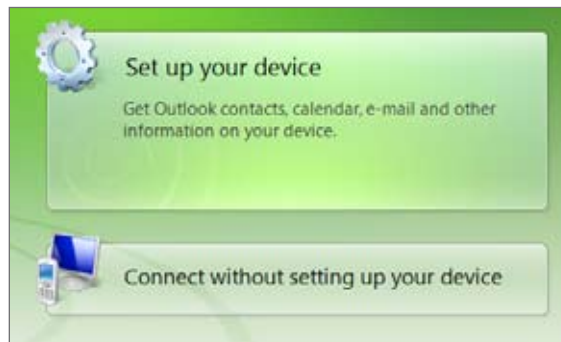 Set up your device
Get Outlook contacts, calendar, e-mail and other
information on your device.
Connect without setting up your device